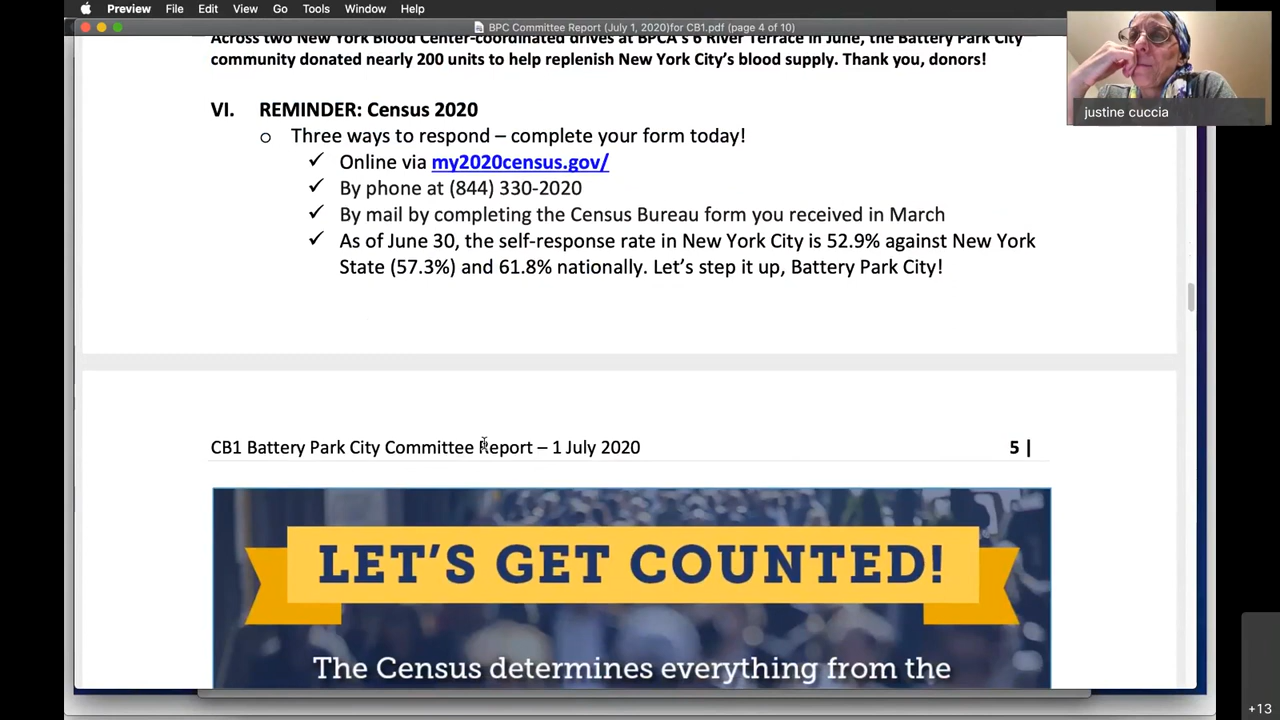 Preview File Edit View Go Tools Window Help
BPC Committee Report (July 1, 2020)for CB1.pdf (page 4 of 10)
Across two New York Blood Center-coordinated drives at BPCA's 6 River Terrace in June, the Battery Park City
community donated nearly 200 units to help replenish New York City's blood supply. Thank you, donors!
justine cuccia
VI. REMINDER: Census 2020
o Three ways to respond – complete your form today!
✓ Online via my2020census.gov/
✓ By phone at (844) 330-2020
✓ By mail by completing the Census Bureau form you received in March
✓ As of June 30, the self-response rate in New York City is 52.9% against New York
State (57.3%) and 61.8% nationally. Let's step it up, Battery Park City!
CB1 Battery Park City Committee Report – 1 July 2020 5 |
LET'S GET COUNTED!
The Census determines everything from the
+13